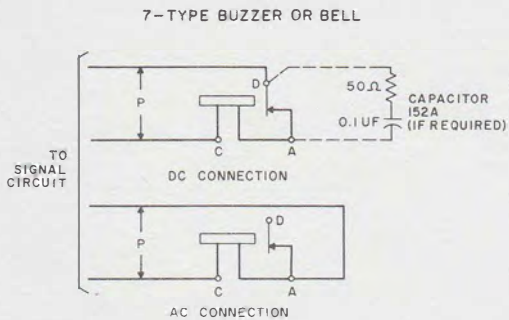 7-TYPE BUZZER OR BELL
D
50Ω
P
CAPACITOR
152A
(IF REQUIRED)
0.1UF
C
A
TO
SIGNAL
CIRCUIT
DC CONNECTION
D
P
C
A
AC CONNECTION